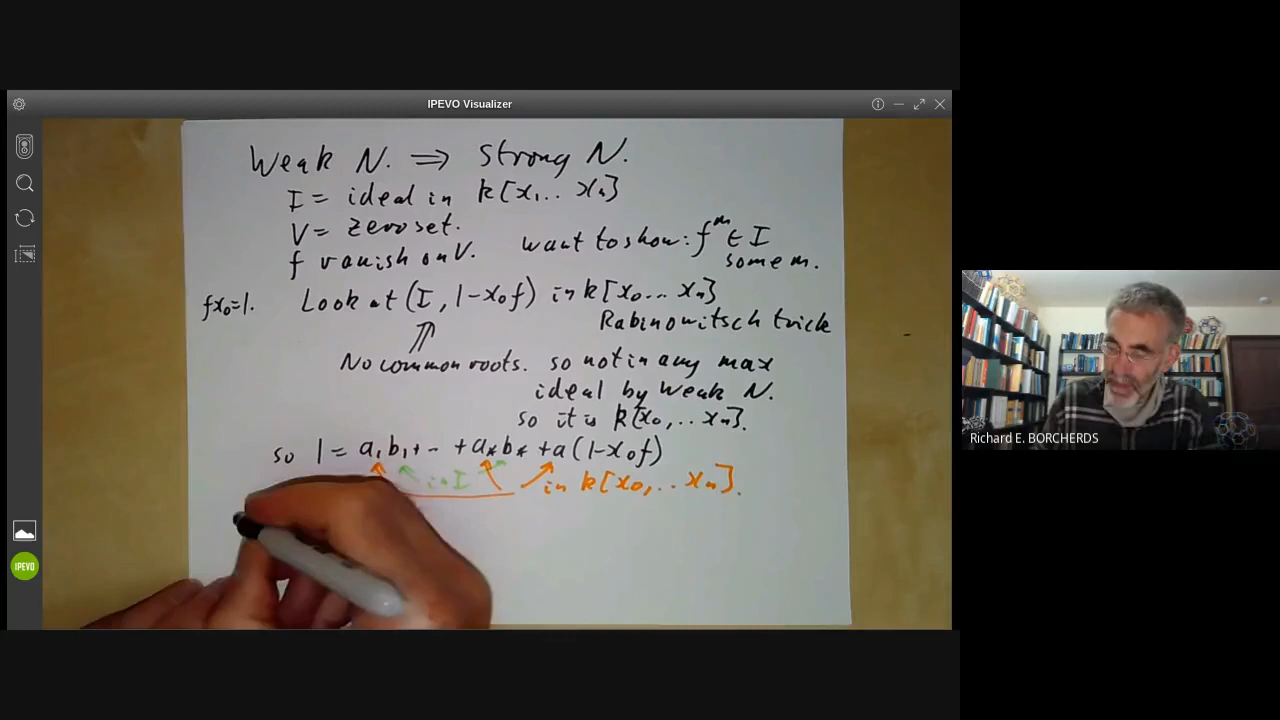 IPEVO Visualizer
Weak N. ⇒ Strong N.
I = ideal in k[x₁..xₙ]
V = zero set.
f vanish on V. want to show: fᵐ ∈ I
some m.
fx₀=1. Look at (I, 1-x₀f) in k[x₀...xₙ]
Rabinowitsch trick
No common roots. so not in any max
ideal by Weak N.
so it is k[x₀,..xₙ].
so 1 = a₁b₁+·· +a*b* +a(1-x₀f)
in I in k[x₀,..xₙ].
IPEVO
Richard E. BORCHERDS